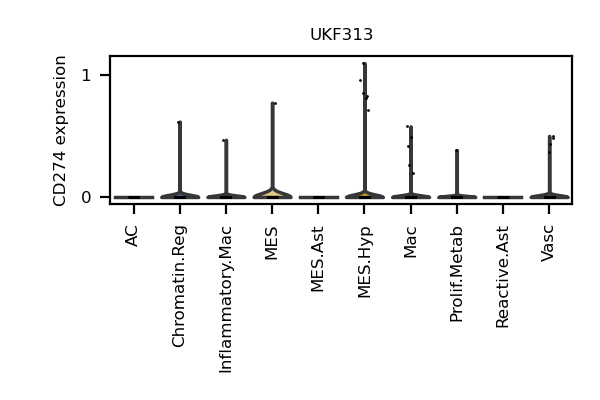 UKF313
CD274 expression
1
0
AC
Chromatin.Reg
Inflammatory.Mac
MES
MES.Ast
MES.Hyp
Mac
Prolif.Metab
Reactive.Ast
Vasc